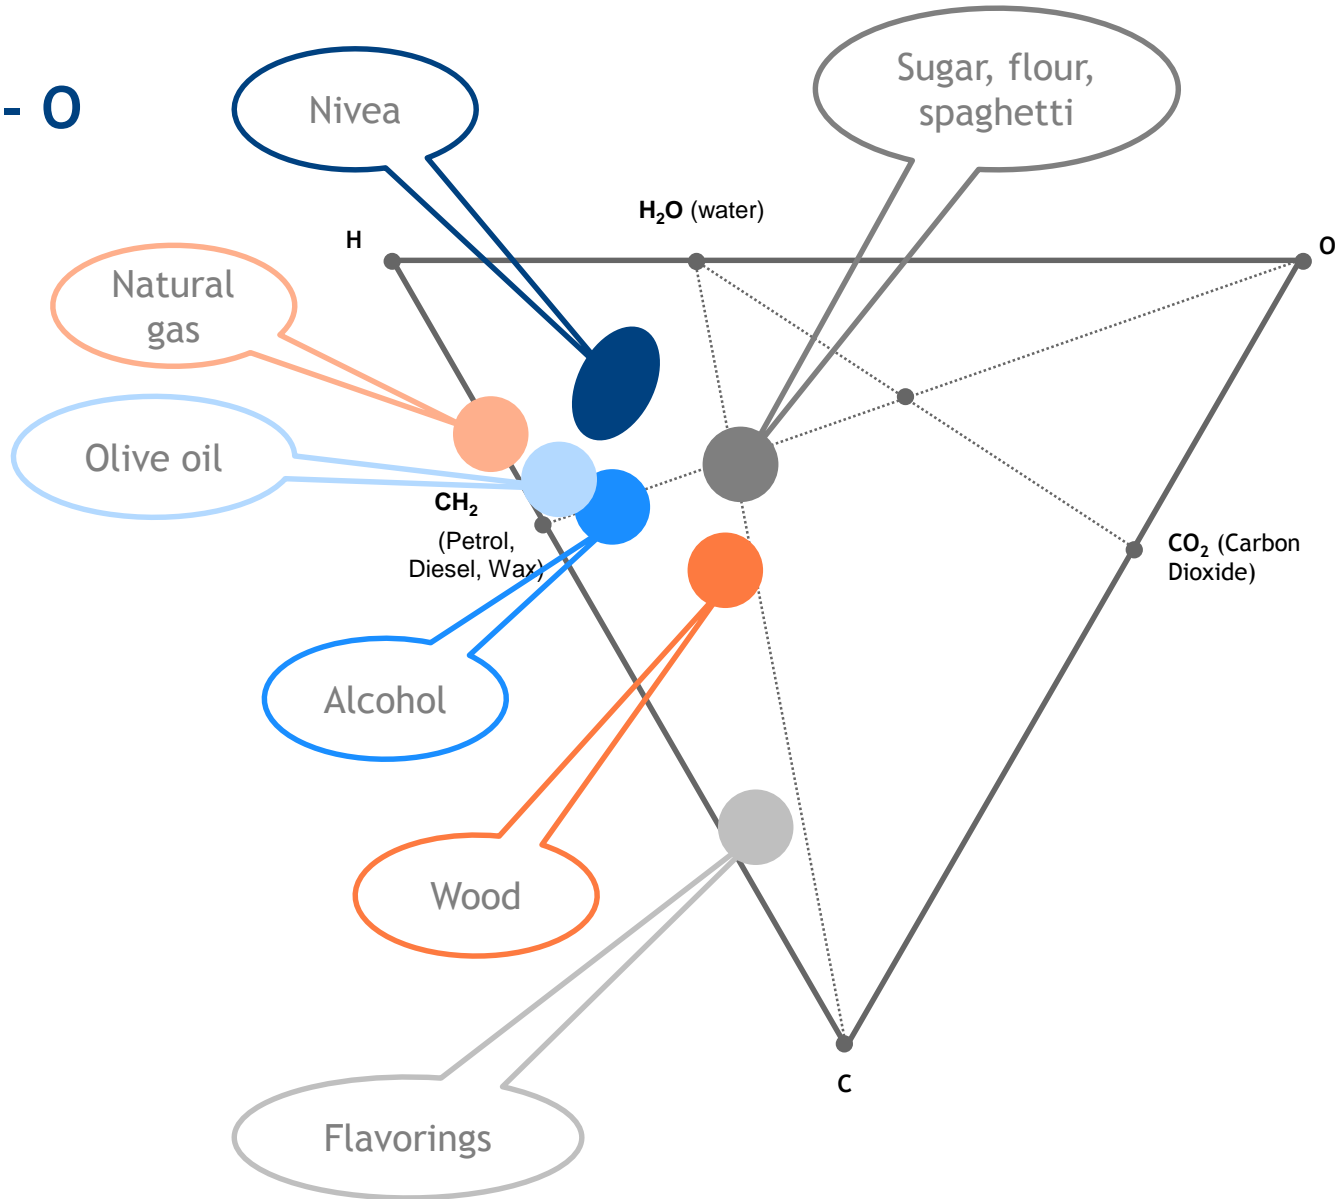 - O
Nivea
Sugar, flour,
spaghetti
H₂O (water)
H
O
Natural
gas
Olive oil
CH₂
(Petrol,
Diesel, Wax)
CO₂ (Carbon
Dioxide)
Alcohol
Wood
C
Flavorings